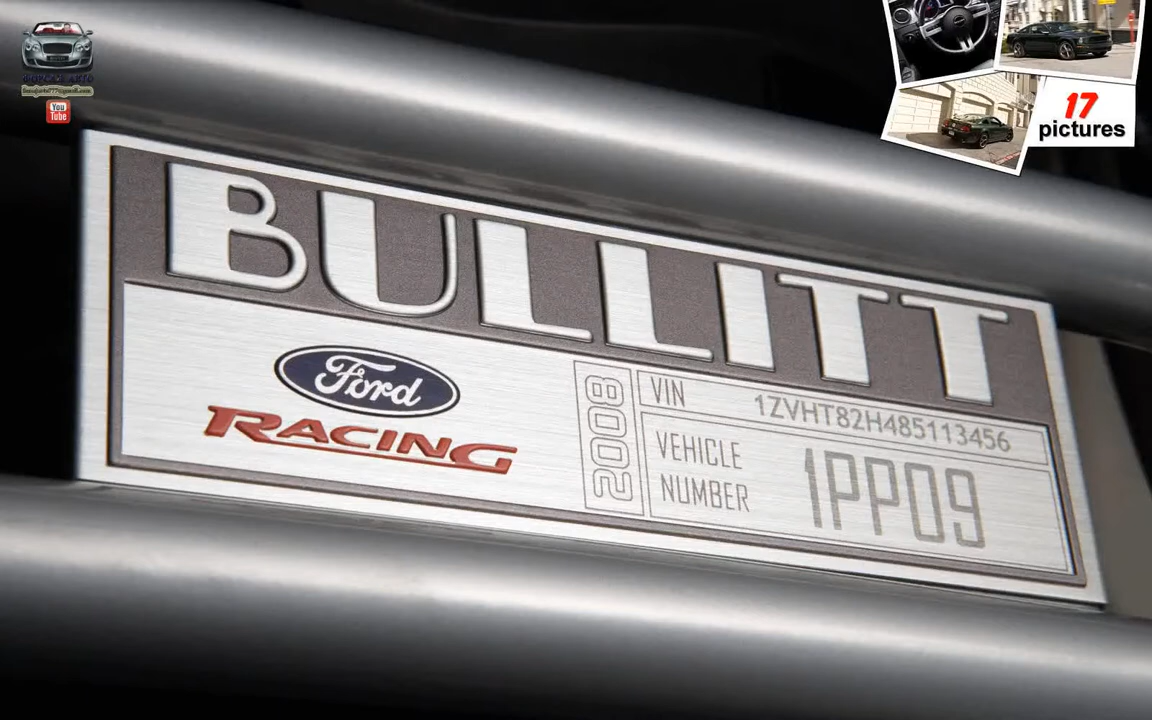 You
Tube
17
pictures
BULLITT
Ford
RACING
2008
VIN 1ZVHT82H485113456
VEHICLE
NUMBER
1PP09